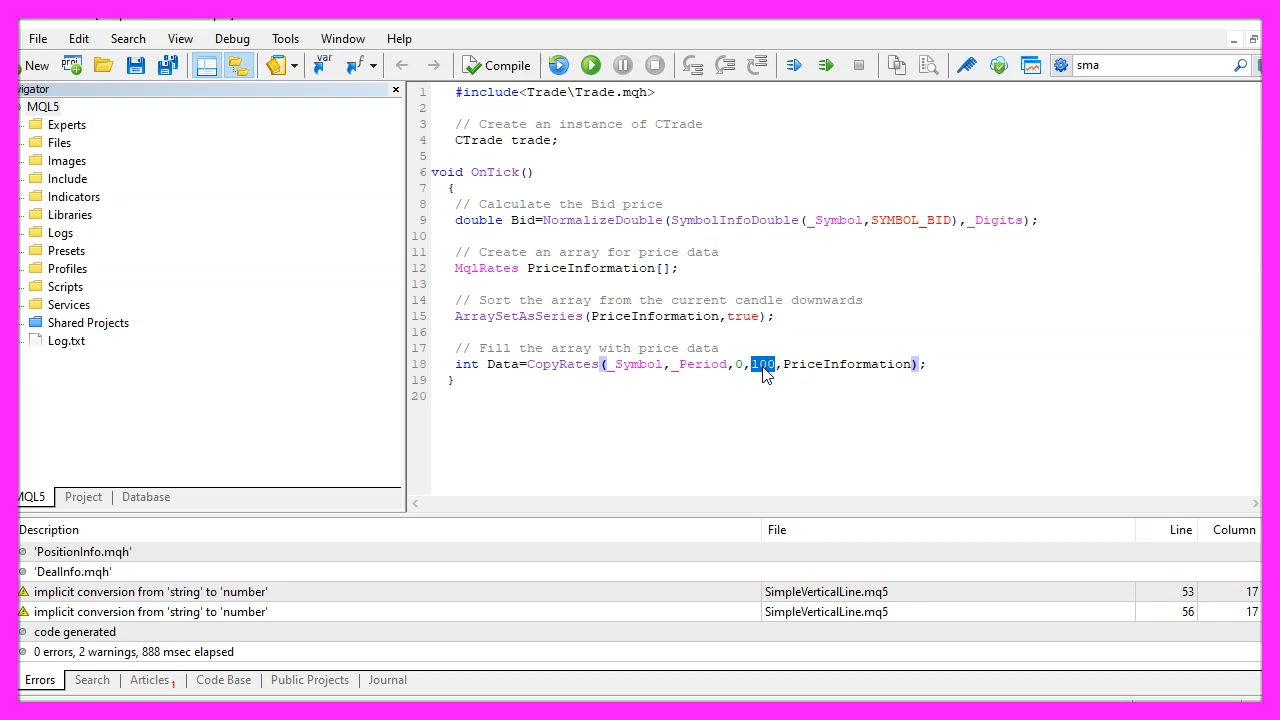 File Edit Search View Debug Tools Window Help
New Compile sma
vigator
MQL5
Experts
Files
Images
Include
Indicators
Libraries
Logs
Presets
Profiles
Scripts
Services
Shared Projects
Log.txt
MQL5 Project Database
1 #include<Trade\Trade.mqh>
2
3 // Create an instance of CTrade
4 CTrade trade;
5
6 void OnTick()
7 {
8 // Calculate the Bid price
9 double Bid=NormalizeDouble(SymbolInfoDouble(_Symbol,SYMBOL_BID),_Digits);
10
11 // Create an array for price data
12 MqlRates PriceInformation[];
13
14 // Sort the array from the current candle downwards
15 ArraySetAsSeries(PriceInformation,true);
16
17 // Fill the array with price data
18 int Data=CopyRates(_Symbol,_Period,0,100,PriceInformation);
19 }
20
Description File Line Column
'PositionInfo.mqh'
'DealInfo.mqh'
implicit conversion from 'string' to 'number' SimpleVerticalLine.mq5 53 17
implicit conversion from 'string' to 'number' SimpleVerticalLine.mq5 56 17
code generated
0 errors, 2 warnings, 888 msec elapsed
Errors Search Articles 1 Code Base Public Projects Journal